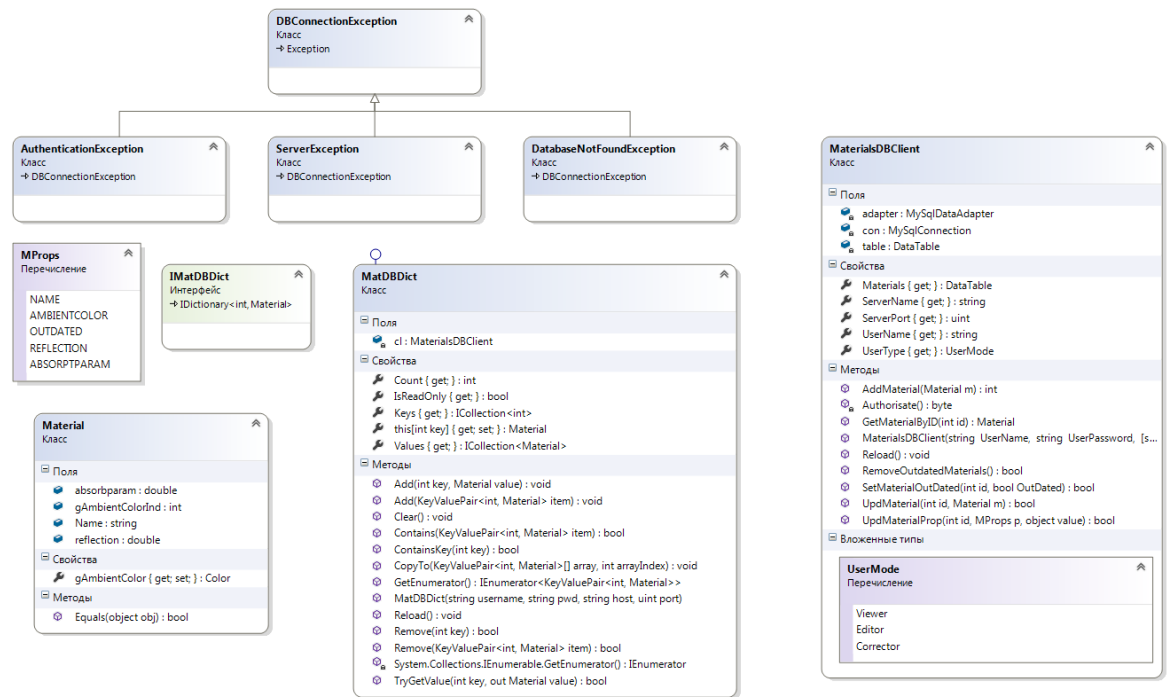 DBConnectionException
Класс
Exception
AuthenticationException
Класс
DBConnectionException
ServerException
Класс
DBConnectionException
DatabaseNotFoundException
Класс
DBConnectionException
MProps
Перечисление
NAME
AMBIENTCOLOR
OUTDATED
REFLECTION
ABSORPTPARAM
IMatDBDict
Интерфейс
IDictionary<int, Material>
Material
Класс
Поля
absorbparam : double
gAmbientColorInd : int
Name : string
reflection : double
Свойства
gAmbientColor { get; set; } : Color
Методы
Equals(object obj) : bool
MatDBDict
Класс
Поля
cl : MaterialsDBClient
Свойства
Count { get; } : int
IsReadOnly { get; } : bool
Keys { get; } : ICollection<int>
this[int key] { get; set; } : Material
Values { get; } : ICollection<Material>
Методы
Add(int key, Material value) : void
Add(KeyValuePair<int, Material> item) : void
Clear() : void
Contains(KeyValuePair<int, Material> item) : bool
ContainsKey(int key) : bool
CopyTo(KeyValuePair<int, Material>[] array, int arrayIndex) : void
GetEnumerator() : IEnumerator<KeyValuePair<int, Material>>
MatDBDict(string username, string pwd, string host, uint port)
Reload() : void
Remove(int key) : bool
Remove(KeyValuePair<int, Material> item) : bool
System.Collections.IEnumerable.GetEnumerator() : IEnumerator
TryGetValue(int key, out Material value) : bool
MaterialsDBClient
Класс
Поля
adapter : MySqlDataAdapter
con : MySqlConnection
table : DataTable
Свойства
Materials { get; } : DataTable
ServerName { get; } : string
ServerPort { get; } : uint
UserName { get; } : string
UserType { get; } : UserMode
Методы
AddMaterial(Material m) : int
Authorisate() : byte
GetMaterialByID(int id) : Material
MaterialsDBClient(string UserName, string UserPassword, [s...
Reload() : void
RemoveOutdatedMaterials() : bool
SetMaterialOutDated(int id, bool OutDated) : bool
UpdMaterial(int id, Material m) : bool
UpdMaterialProp(int id, MProps p, object value) : bool
Вложенные типы
UserMode
Перечисление
Viewer
Editor
Corrector